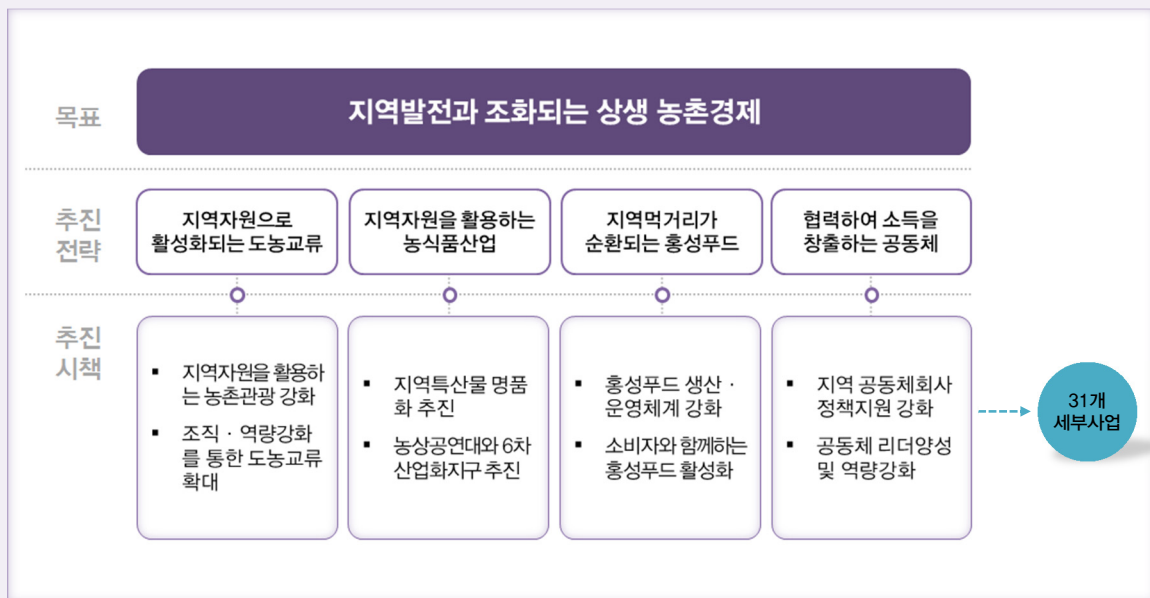 목표
지역발전과 조화되는 상생 농촌경제
추진
전략
지역자원으로
활성화되는 도농교류
지역자원을 활용하는
농식품산업
지역먹거리가
순환되는 홍성푸드
협력하여 소득을
창출하는 공동체
추진
시책
▪ 지역자원을 활용하
는 농촌관광 강화
▪ 조직 · 역량강화
를 통한 도농교류
확대
▪ 지역특산물 명품
화 추진
▪ 농상공연대와 6차
산업화지구 추진
▪ 홍성푸드 생산 ·
운영체계 강화
▪ 소비자와 함께하는
홍성푸드 활성화
▪ 지역 공동체회사
정책지원 강화
▪ 공동체 리더양성
및 역량강화
31개
세부사업